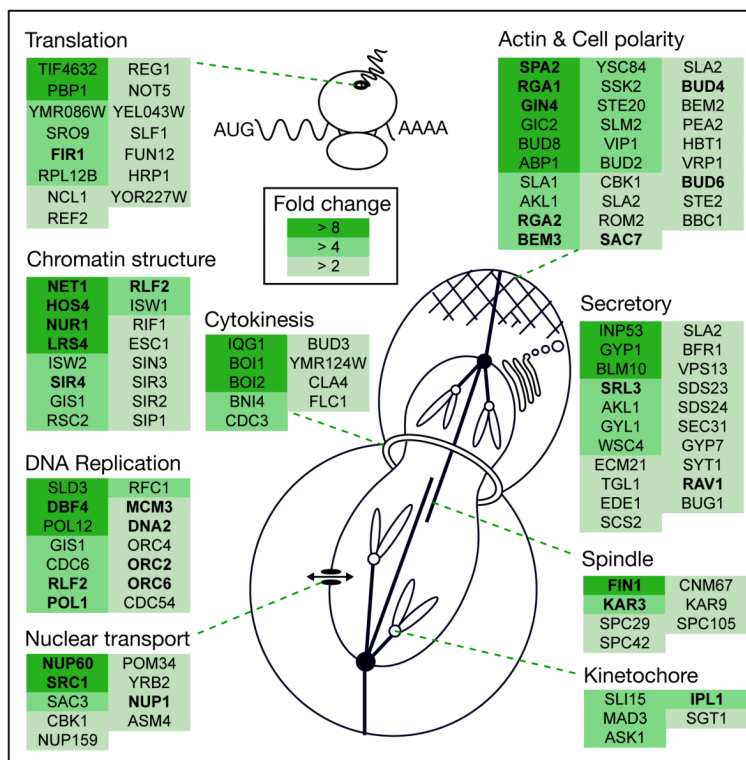 Translation
TIF4632 REG1
PBP1 NOT5
YMR086W YEL043W
SRO9 SLF1
FIR1 FUN12
RPL12B HRP1
NCL1 YOR227W
REF2
AUG
AAAA
Actin & Cell polarity
SPA2 YSC84 SLA2
RGA1 SSK2 BUD4
GIN4 STE20 BEM2
GIC2 SLM2 PEA2
BUD8 VIP1 HBT1
ABP1 BUD2 VRP1
SLA1 CBK1 BUD6
AKL1 SLA2 STE2
RGA2 ROM2 BBC1
BEM3 SAC7
Fold change
> 8
> 4
> 2
Chromatin structure
NET1 RLF2
HOS4 ISW1
NUR1 RIF1
LRS4 ESC1
ISW2 SIN3
SIR4 SIR3
GIS1 SIR2
RSC2 SIP1
Cytokinesis
IQG1 BUD3
BOI1 YMR124W
BOI2 CLA4
BNI4 FLC1
CDC3
Secretory
INP53 SLA2
GYP1 BFR1
BLM10 VPS13
SRL3 SDS23
AKL1 SDS24
GYL1 SEC31
WSC4 GYP7
ECM21 SYT1
TGL1 RAV1
EDE1 BUG1
SCS2
DNA Replication
SLD3 RFC1
DBF4 MCM3
POL12 DNA2
GIS1 ORC4
CDC6 ORC2
RLF2 ORC6
POL1 CDC54
Spindle
FIN1 CNM67
KAR3 KAR9
SPC29 SPC105
SPC42
Nuclear transport
NUP60 POM34
SRC1 YRB2
SAC3 NUP1
CBK1 ASM4
NUP159
Kinetochore
SLI15 IPL1
MAD3 SGT1
ASK1